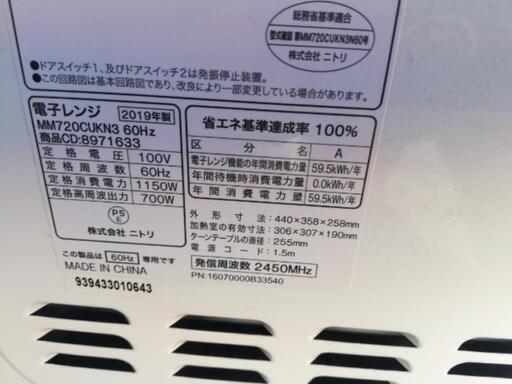 総務省基準適合
型式確認 第MM720CUKN3N60号
株式会社 ニトリ
●ドアスイッチ1、及びドアスイッチ2は発振停止装置。
●この回路図は基本回路図であり、改良により一部変更することがあ
電子レンジ 2019年製
MM720CUKN3 60Hz
商品CD:8971633
定格電圧 100V
定格周波数 60Hz
定格消費電力 1150W
定格高周波出力 700W
PS
E
株式会社 ニトリ
この製品は 60Hz 専用です
MADE IN CHINA
939433010643
省エネ基準達成率 100%
区分名 A
電子レンジ機能の年間消費電力量 59.5kWh/年
年間待機時消費電力量 0.0kWh/年
年間消費電力量 59.5kWh/年
外形寸法:440×358×258mm
加熱室の有効寸法:306×307×190mm
ターンテーブルの直径:255mm
電源コード:1.5m
発信周波数 2450MHz
PN:16070000B33540